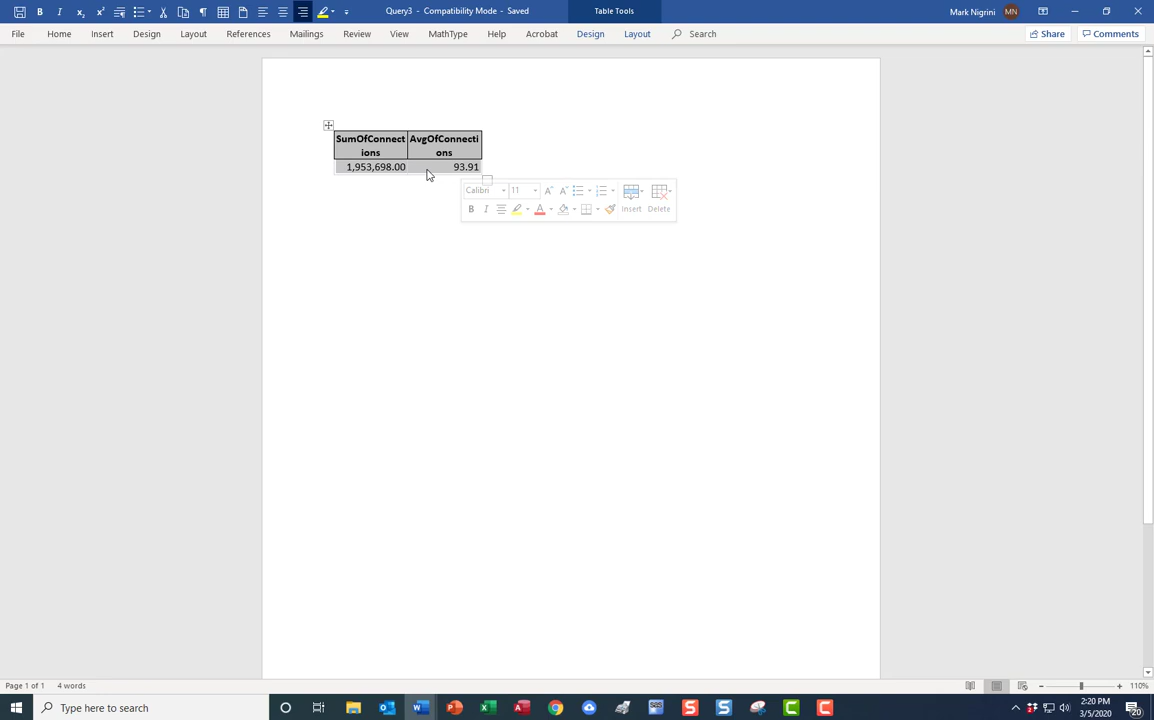 Query3 - Compatibility Mode - Saved
Table Tools
Mark Nigrini
MN
File Home Insert Design Layout References Mailings Review View MathType Help Acrobat Design Layout Search Share Comments
SumOfConnect
ions
AvgOfConnecti
ons
1,953,698.00 93.91
Calibri 11
Insert Delete
Page 1 of 1 4 words 110%
Type here to search
2:20 PM
3/5/2020
20